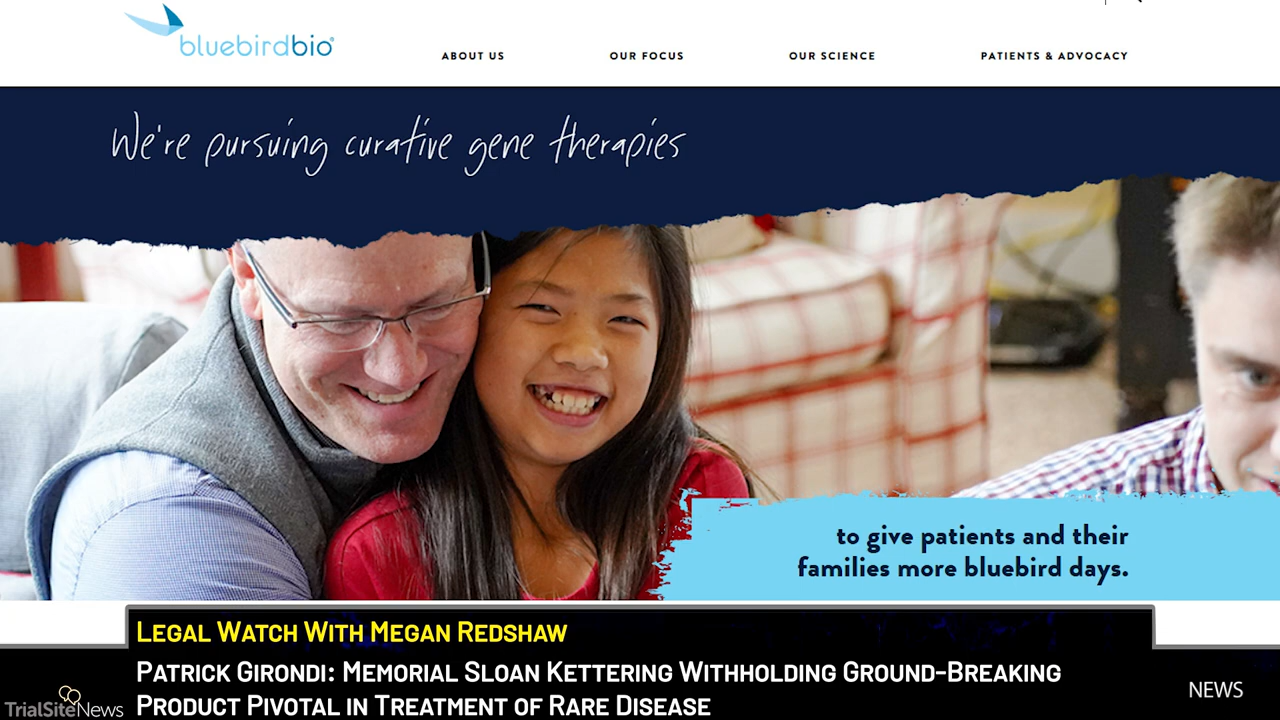 bluebirdbio®
ABOUT US OUR FOCUS OUR SCIENCE PATIENTS & ADVOCACY
We're pursuing curative gene therapies
to give patients and their
families more bluebird days.
LEGAL WATCH WITH MEGAN REDSHAW
PATRICK GIRONDI: MEMORIAL SLOAN KETTERING WITHHOLDING GROUND-BREAKING
PRODUCT PIVOTAL IN TREATMENT OF RARE DISEASE
TrialSiteNews
NEWS